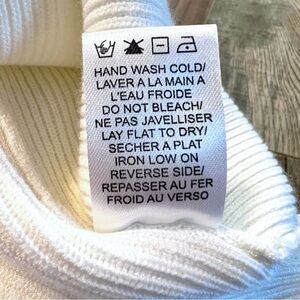 HAND WASH COLD/
LAVER A LA MAIN A
L'EAU FROIDE
DO NOT BLEACH/
NE PAS JAVELLISER
LAY FLAT TO DRY/
SECHER A PLAT
IRON LOW ON
REVERSE SIDE/
REPASSER AU FER
FROID AU VERSO